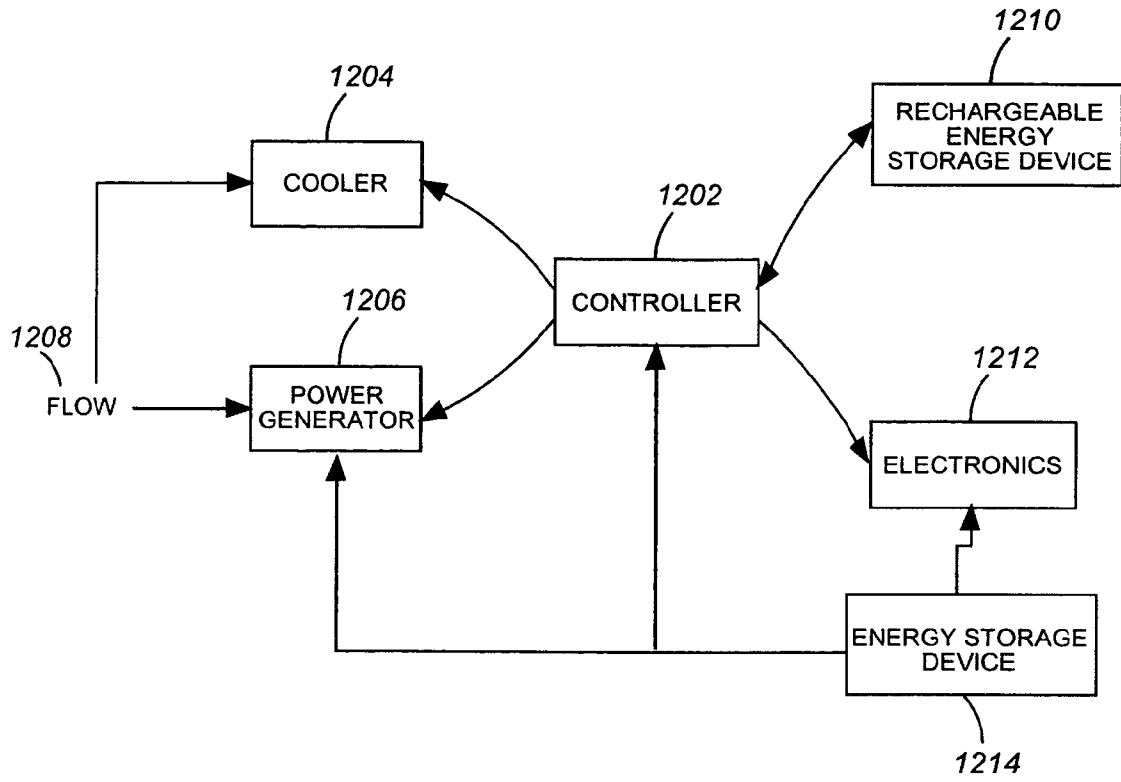 1210
1204
RECHARGEABLE
ENERGY
STORAGE DEVICE
COOLER
1202
1206
CONTROLLER
1208
FLOW
POWER
GENERATOR
1212
ELECTRONICS
ENERGY STORAGE
DEVICE
1214